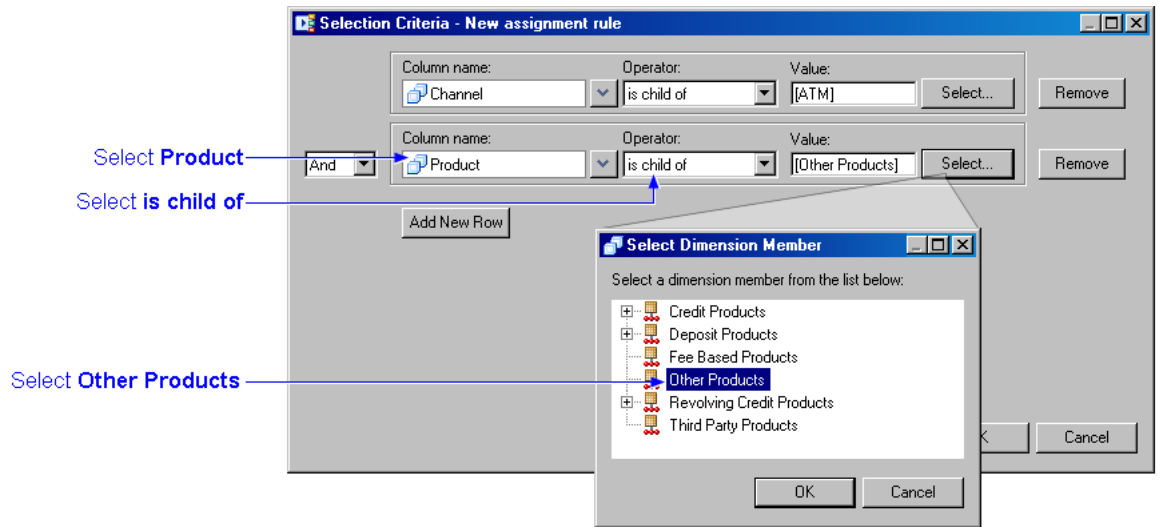 Selection Criteria - New assignment rule
Column name: Operator: Value:
Channel is child of [ATM] Select... Remove
Column name: Operator: Value:
Select Product
And Product is child of [Other Products] Select... Remove
Select is child of
Add New Row
Select Dimension Member
Select a dimension member from the list below:
Credit Products
Deposit Products
Fee Based Products
Select Other Products
Other Products
Revolving Credit Products
Third Party Products
Cancel
OK Cancel